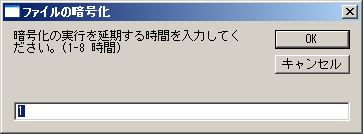 ファイルの暗号化
暗号化の実行を延期する時間を入力してく
ださい。(1-8 時間)
OK
キャンセル
1